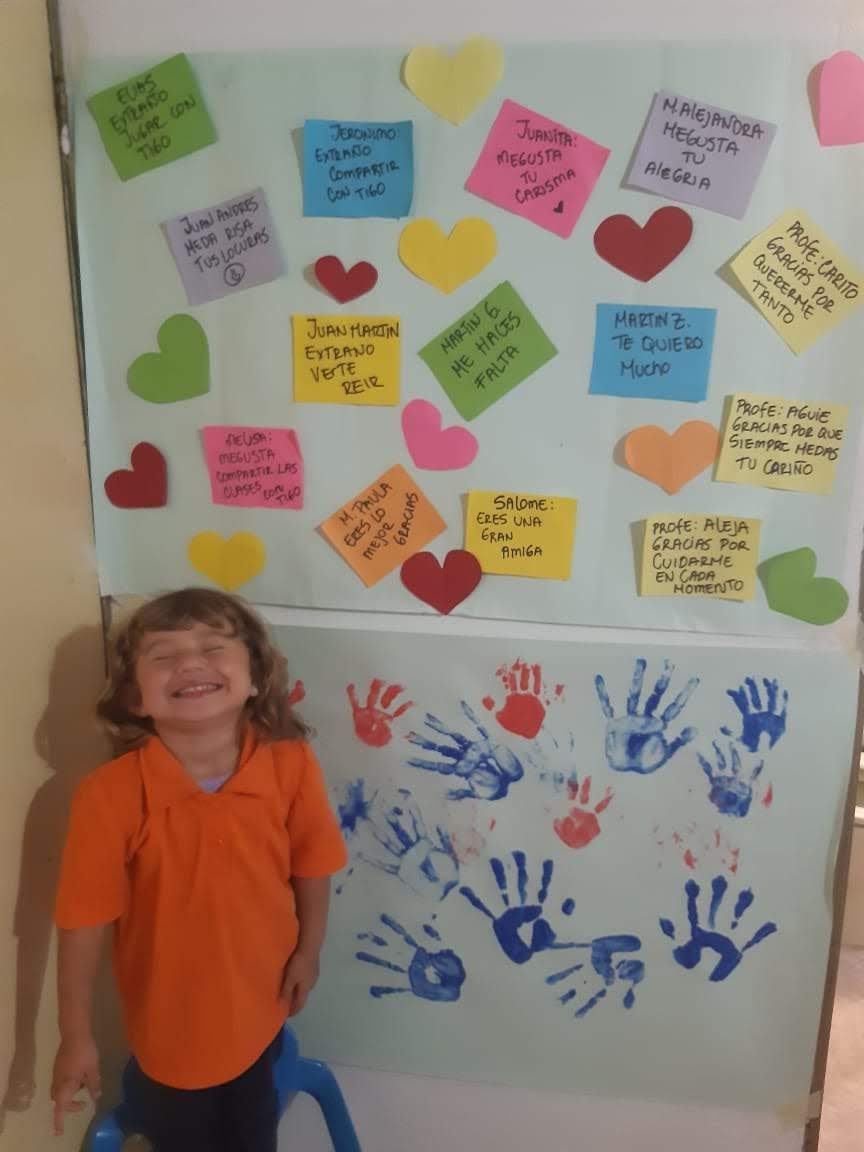 ELIAS
EXTRAÑO
JUGAR CON
TIGO
JERONIMO:
EXTRAÑO
COMPARTIR
CON TIGO
JUANITA:
MEGUSTA
TU
CARISMA
M.ALEJANDRA
MEGUSTA
TU
ALEGRIA
JUAN ANDRES
MEDA RISA
TUS LOCURAS
PROFE: CARITO
GRACIAS POR
QUERERME
TANTO
JUAN MARTIN
EXTRAÑO
VERTE
REIR
MARTIN G.
ME HACES
FALTA
MARTIN Z.
TE QUIERO
MUCHO
PROFE: AGUIE
GRACIAS POR QUE
SIEMPRE MEDAS
TU CARIÑO
MEGUSTA
COMPARTIR LAS
CLASES CON TIGO
M. PAULA
ERES LO
MEJOR
GRACIAS
SALOME:
ERES UNA
GRAN
AMIGA
PROFE: ALEJA
GRACIAS POR
CUIDARME
EN CADA
MOMENTO